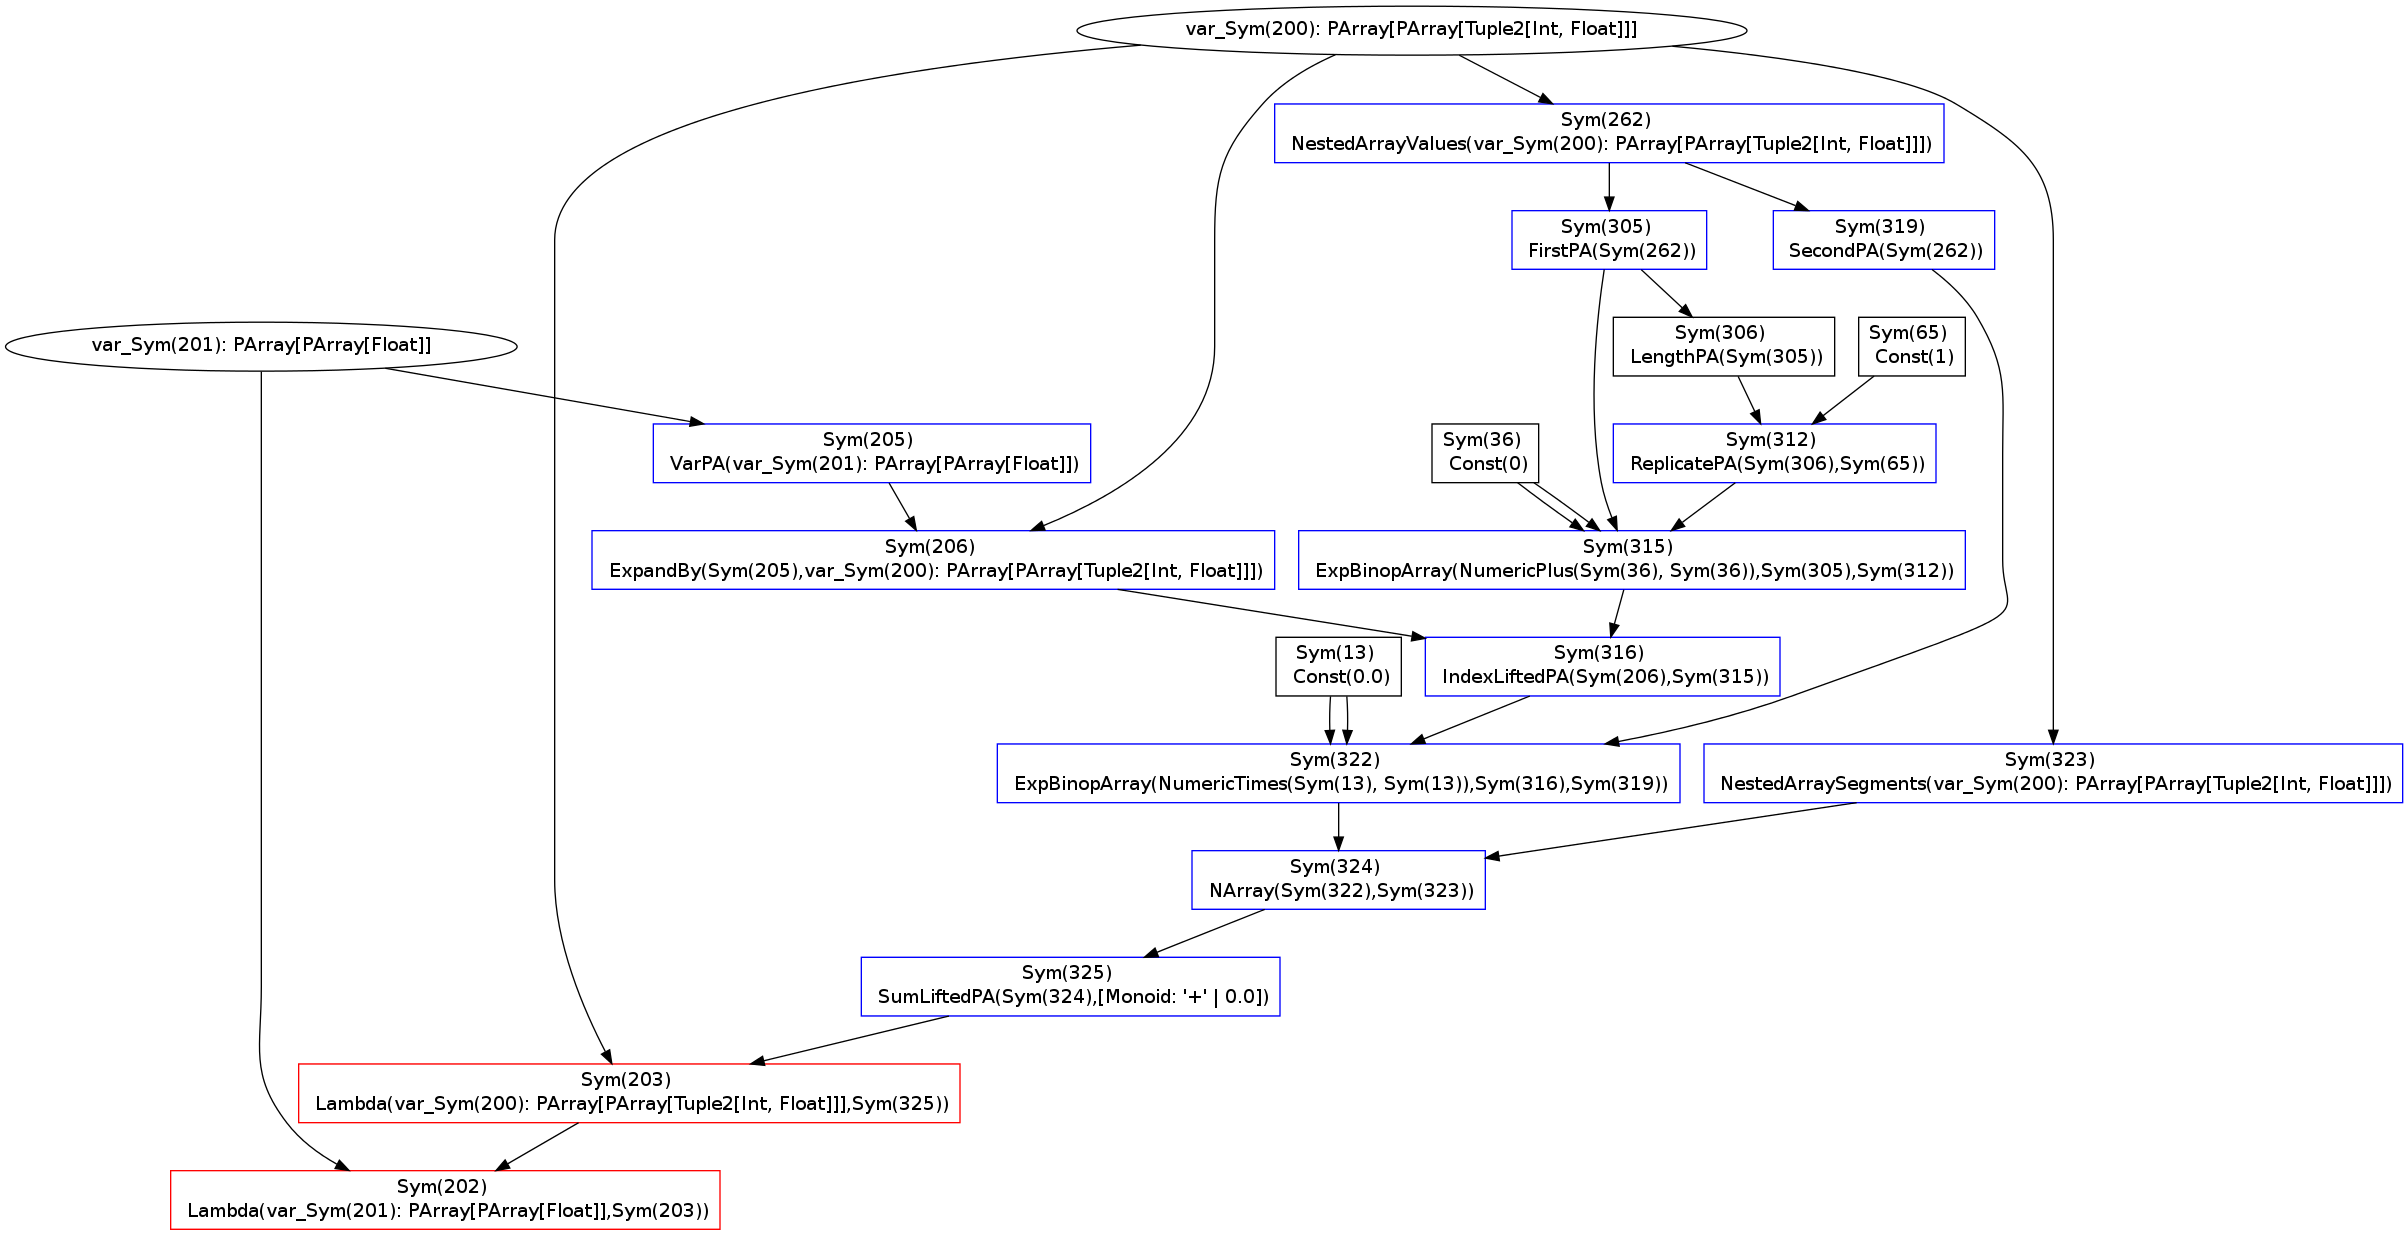 var_Sym(200): PArray[PArray[Tuple2[Int, Float]]]
Sym(262)
NestedArrayValues(var_Sym(200): PArray[PArray[Tuple2[Int, Float]]])
Sym(305)
FirstPA(Sym(262))
Sym(319)
SecondPA(Sym(262))
var_Sym(201): PArray[PArray[Float]]
Sym(306)
LengthPA(Sym(305))
Sym(65)
Const(1)
Sym(205)
VarPA(var_Sym(201): PArray[PArray[Float]])
Sym(36)
Const(0)
Sym(312)
ReplicatePA(Sym(306),Sym(65))
Sym(206)
ExpandBy(Sym(205),var_Sym(200): PArray[PArray[Tuple2[Int, Float]]])
Sym(315)
ExpBinopArray(NumericPlus(Sym(36), Sym(36)),Sym(305),Sym(312))
Sym(13)
Const(0.0)
Sym(316)
IndexLiftedPA(Sym(206),Sym(315))
Sym(322)
ExpBinopArray(NumericTimes(Sym(13), Sym(13)),Sym(316),Sym(319))
Sym(323)
NestedArraySegments(var_Sym(200): PArray[PArray[Tuple2[Int, Float]]])
Sym(324)
NArray(Sym(322),Sym(323))
Sym(325)
SumLiftedPA(Sym(324),[Monoid: '+' | 0.0])
Sym(203)
Lambda(var_Sym(200): PArray[PArray[Tuple2[Int, Float]]],Sym(325))
Sym(202)
Lambda(var_Sym(201): PArray[PArray[Float]],Sym(203))